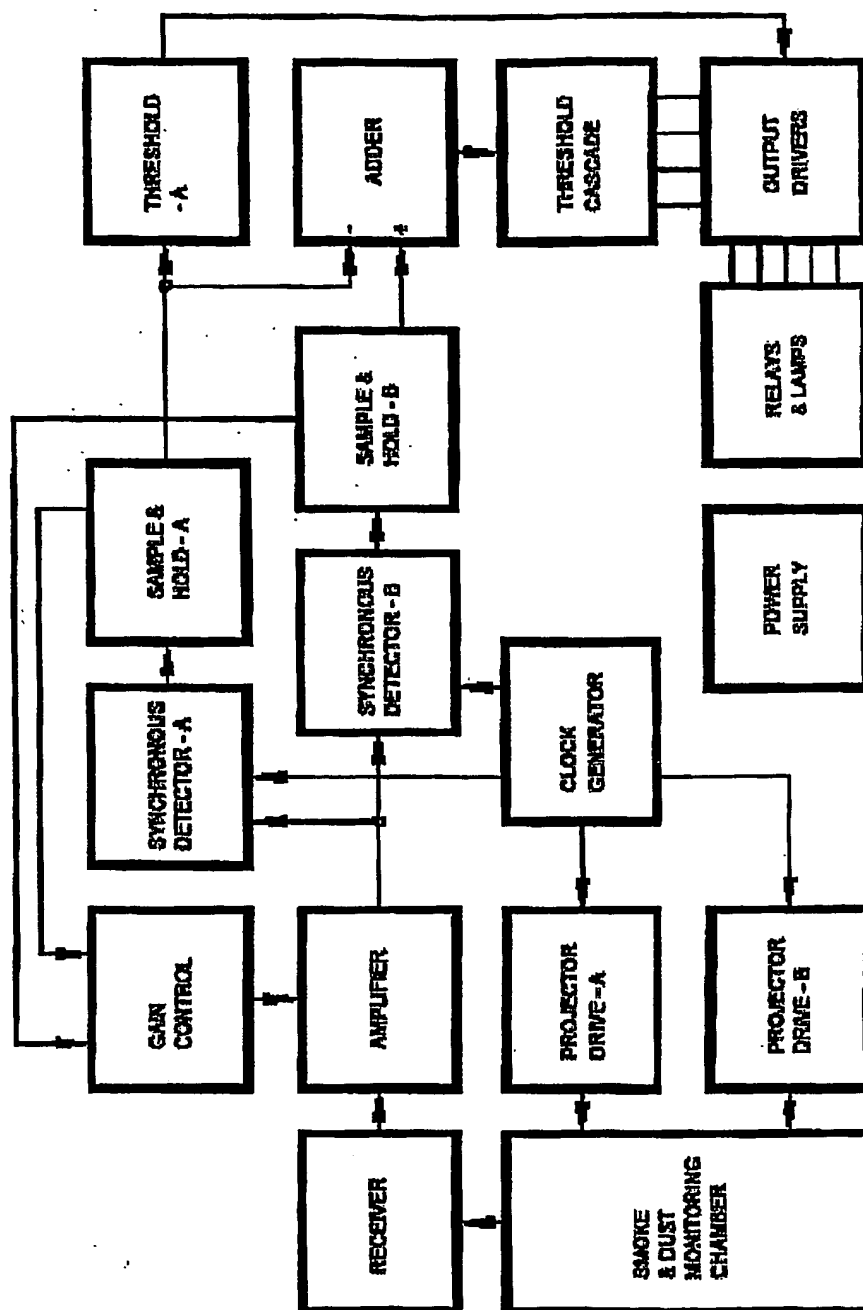 GAIN
CONTROL
SYNCHRONOUS
DETECTOR-A
SAMPLE &
HOLD-A
THRESHOLD
-A
RECEIVER
AMPLIFIER
SYNCHRONOUS
DETECTOR-B
SAMPLE &
HOLD-B
-
+
ADDER
SMOKE
& DUST
MONITORING
CHAMBER
PROJECTOR
DRIVE-A
CLOCK
GENERATOR
THRESHOLD
CASCADE
PROJECTOR
DRIVE-B
POWER
SUPPLY
RELAYS
& LAMPS
OUTPUT
DRIVERS